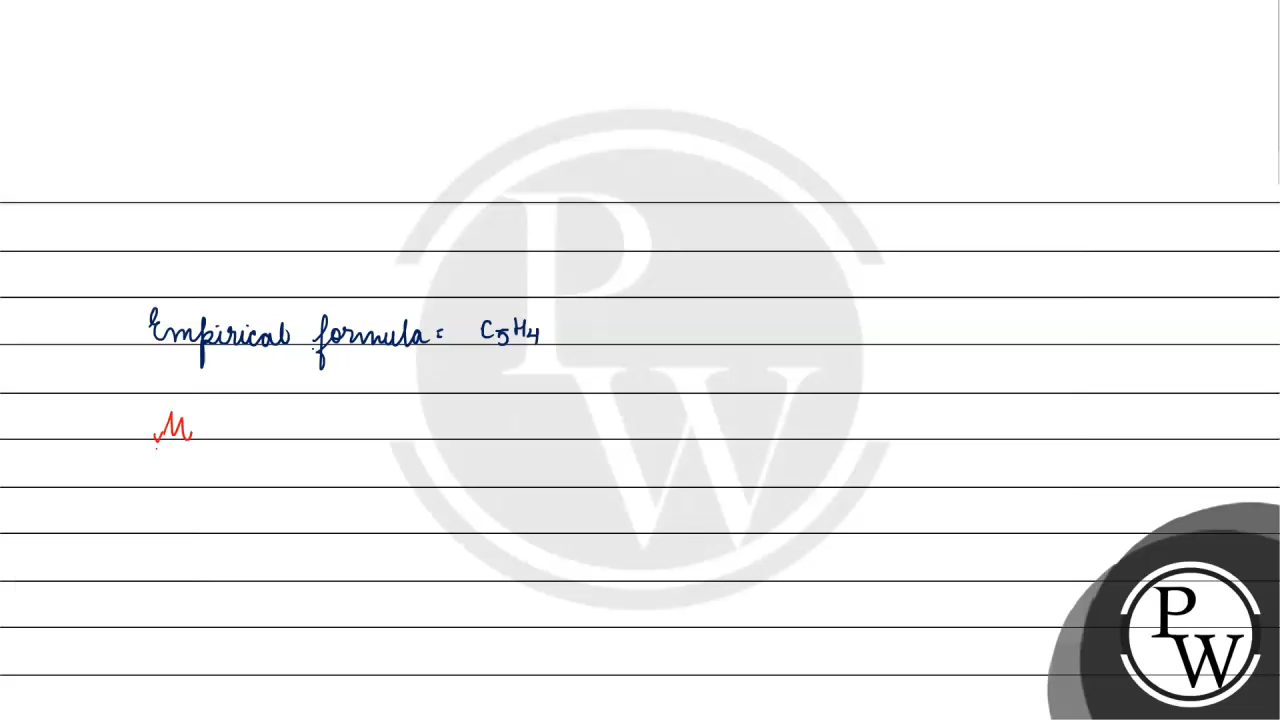 P
W
Empirical formula = C₅H₄
M
P
W